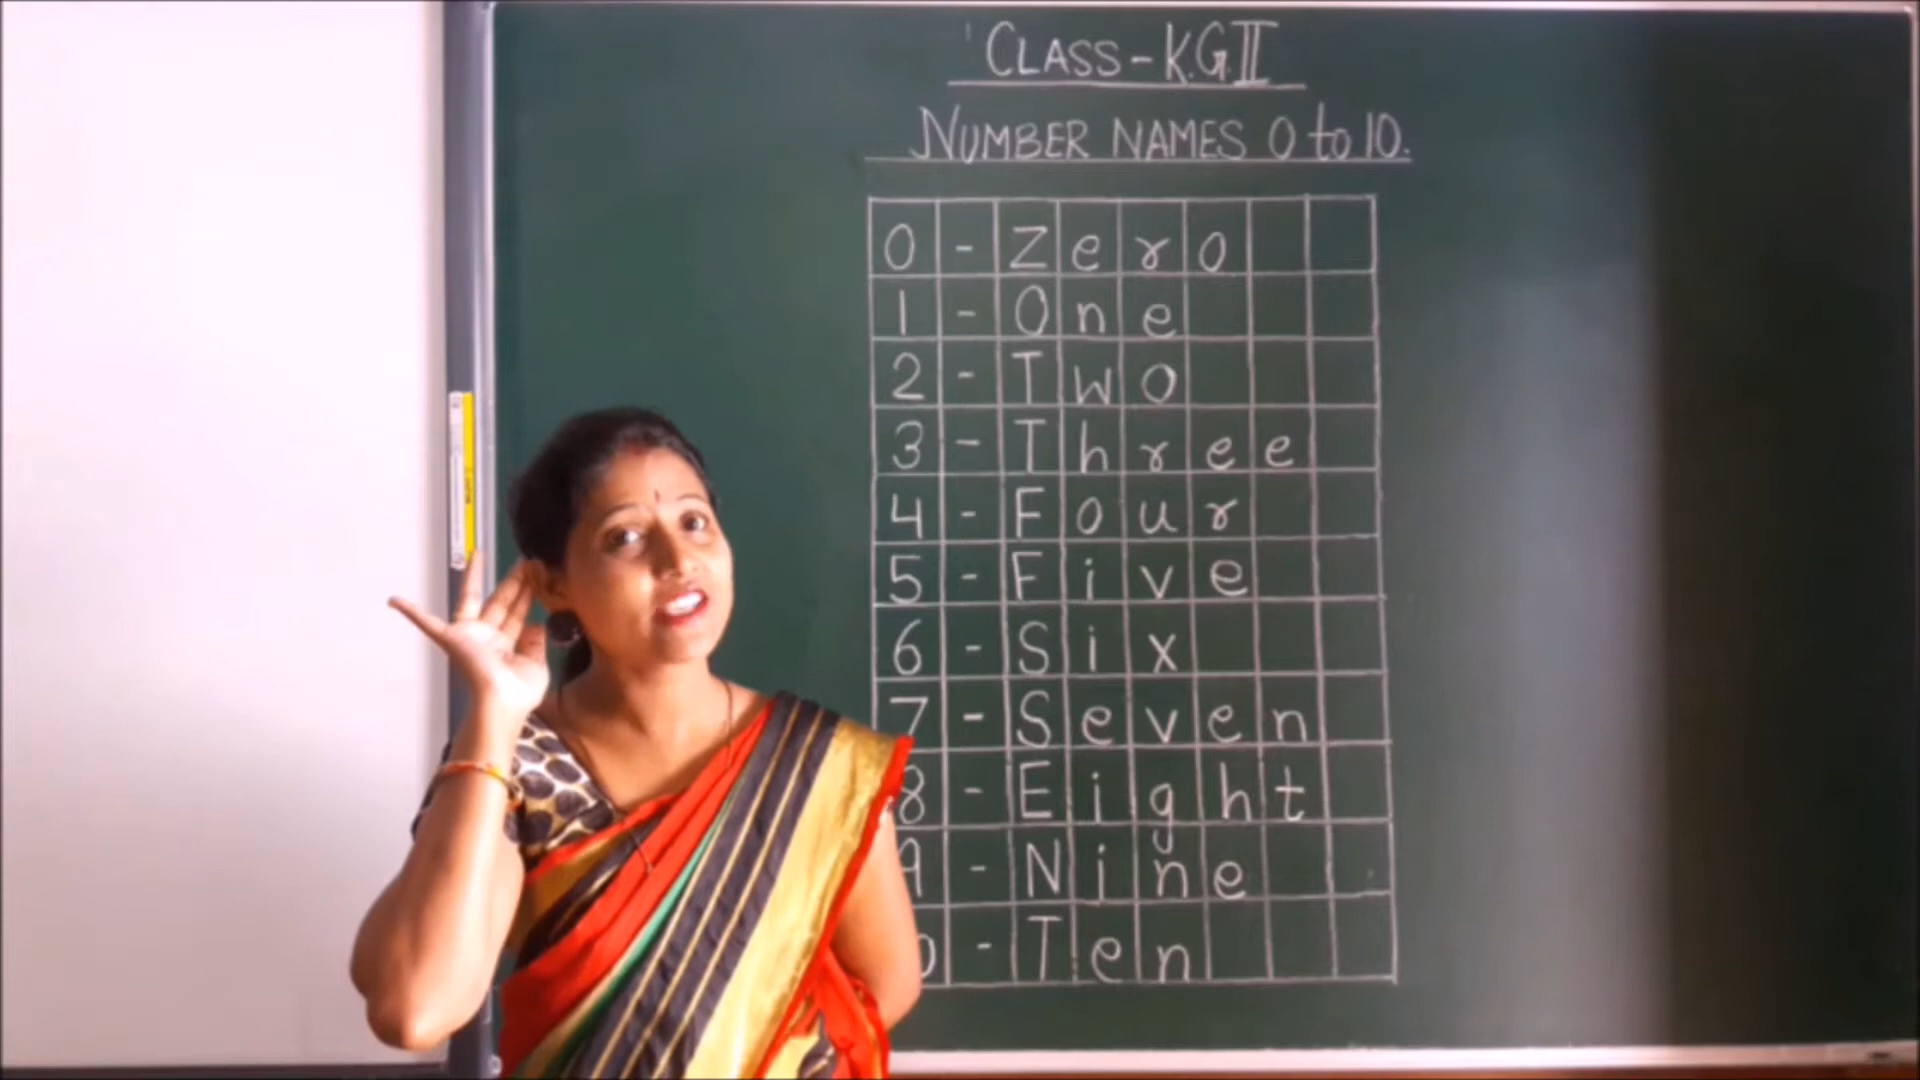 CLASS - K.G.II
NUMBER NAMES 0 to 10.
0 - Zero
1 - One
2 - Two
3 - Three
4 - Four
5 - Five
6 - Six
7 - Seven
8 - Eight
9 - Nine
0 - Ten